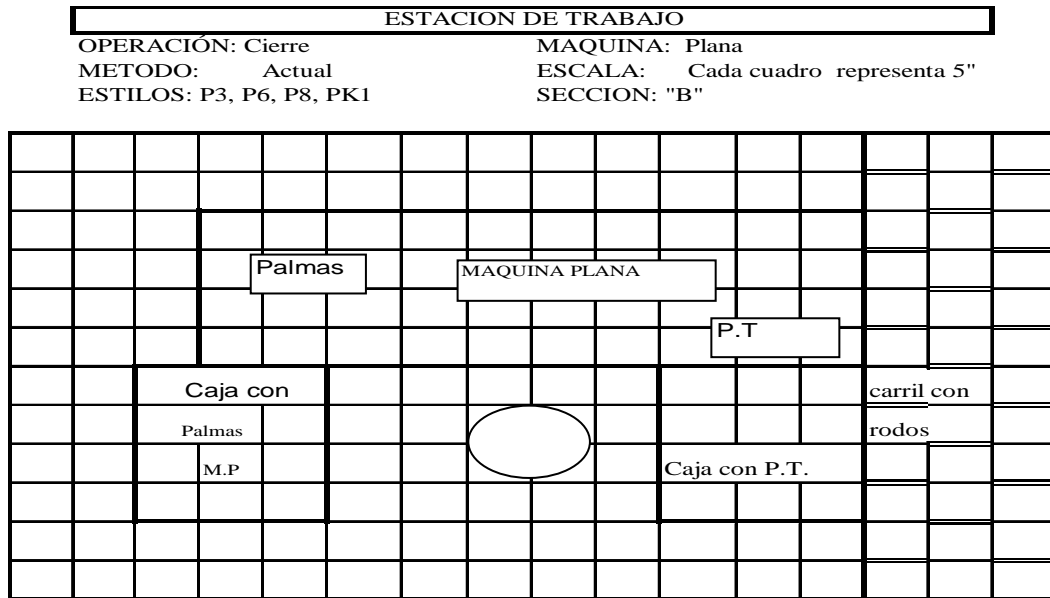 ESTACION DE TRABAJO
OPERACIÓN: Cierre MAQUINA: Plana
METODO: Actual ESCALA: Cada cuadro representa 5"
ESTILOS: P3, P6, P8, PK1 SECCION: "B"
Palmas MAQUINA PLANA
P.T
Caja con carril con
Palmas rodos
M.P Caja con P.T.